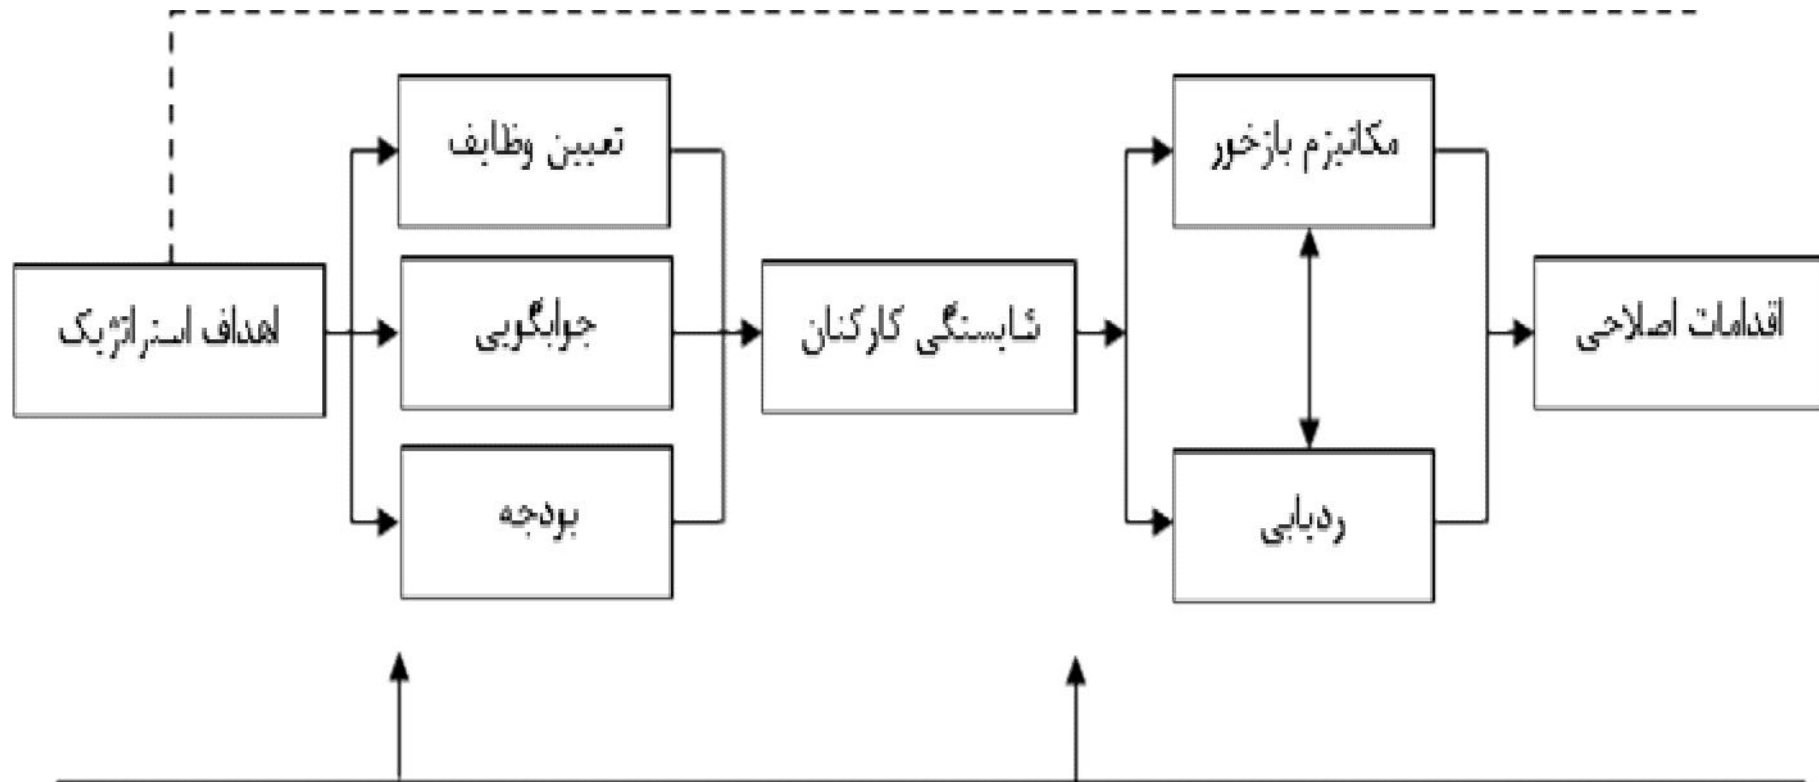 اهداف استراتژیک
تعیین وظایف
جوابگویی
بودجه
شایستگی کارکنان
مکانیزم بازخور
ردیابی
اقدامات اصلاحی